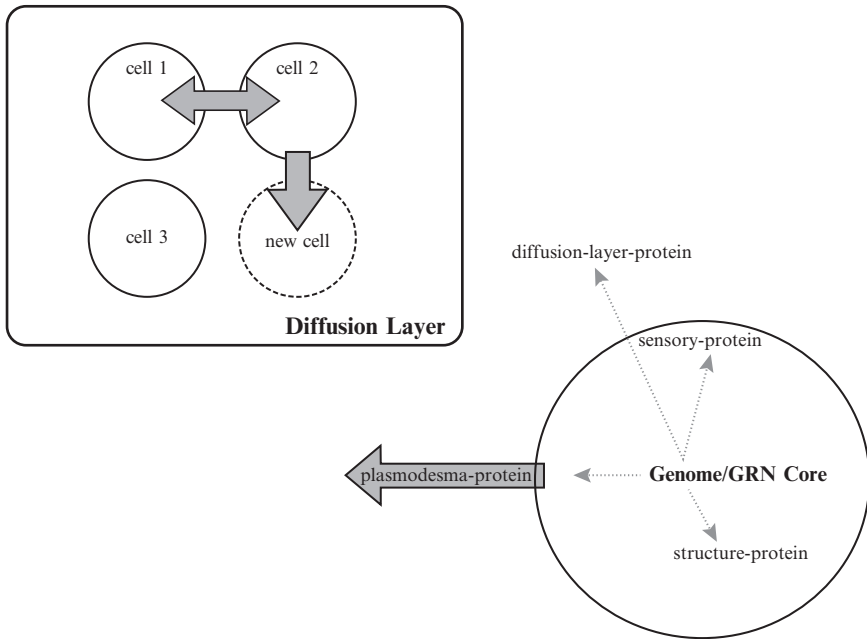 cell 1
cell 2
cell 3
new cell
Diffusion Layer
diffusion-layer-protein
sensory-protein
plasmodesma-protein
Genome/GRN Core
structure-protein